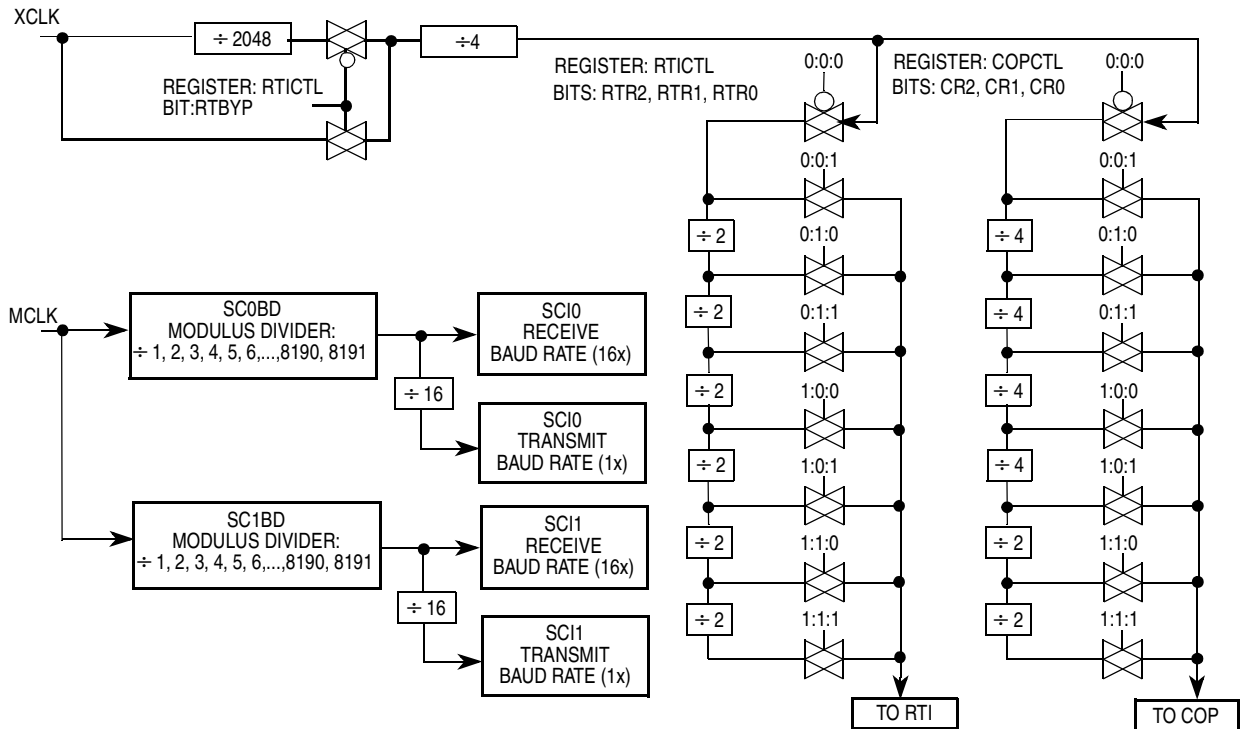 XCLK
÷ 2048
÷4
REGISTER: RTICTL
BIT:RTBYP
REGISTER: RTICTL
BITS: RTR2, RTR1, RTR0
0:0:0
REGISTER: COPCTL
BITS: CR2, CR1, CR0
0:0:0
0:0:1
0:0:1
÷ 2
0:1:0
÷ 4
0:1:0
MCLK
SC0BD
MODULUS DIVIDER:
÷ 1, 2, 3, 4, 5, 6,...,8190, 8191
SCI0
RECEIVE
BAUD RATE (16x)
÷ 16
SCI0
TRANSMIT
BAUD RATE (1x)
÷ 2
0:1:1
÷ 4
0:1:1
÷ 2
1:0:0
÷ 4
1:0:0
÷ 2
1:0:1
÷ 4
1:0:1
SC1BD
MODULUS DIVIDER:
÷ 1, 2, 3, 4, 5, 6,...,8190, 8191
SCI1
RECEIVE
BAUD RATE (16x)
÷ 16
SCI1
TRANSMIT
BAUD RATE (1x)
÷ 2
1:1:0
÷ 2
1:1:0
÷ 2
1:1:1
÷ 2
1:1:1
TO RTI
TO COP